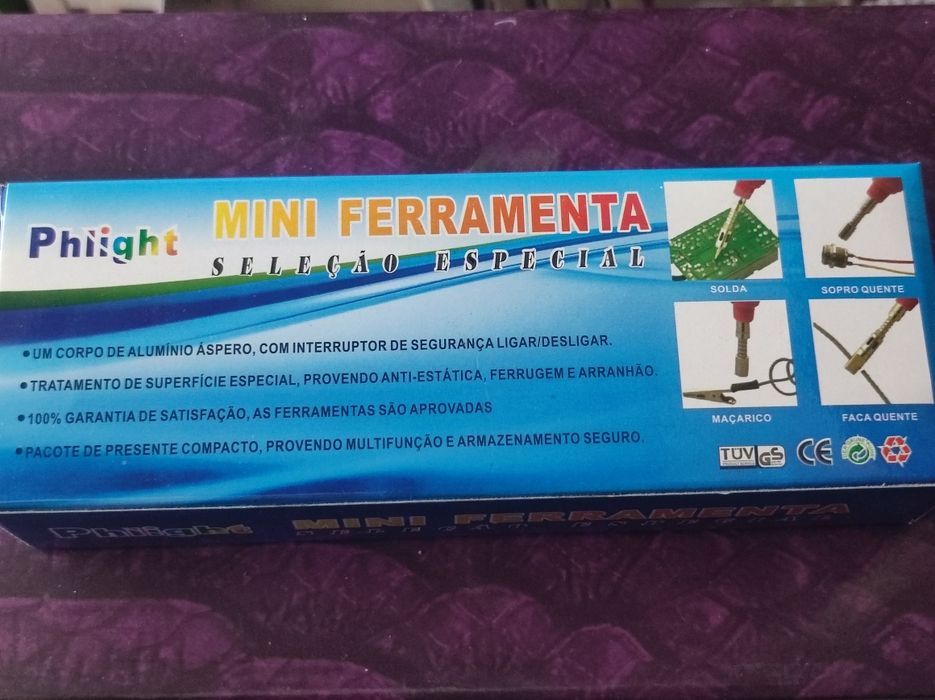 Phlight
MINI FERRAMENTA
SELEÇÃO ESPECIAL
SOLDA
SOPRO QUENTE
MAÇARICO
FACA QUENTE
•UM CORPO DE ALUMÍNIO ÁSPERO, COM INTERRUPTOR DE SEGURANÇA LIGAR/DESLIGAR.
•TRATAMENTO DE SUPERFÍCIE ESPECIAL, PROVENDO ANTI-ESTÁTICA, FERRUGEM E ARRANHÃO.
•100% GARANTIA DE SATISFAÇÃO, AS FERRAMENTAS SÃO APROVADAS
•PACOTE DE PRESENTE COMPACTO, PROVENDO MULTIFUNÇÃO E ARMAZENAMENTO SEGURO.
TÜV GS CE
Phlight MINI FERRAMENTA